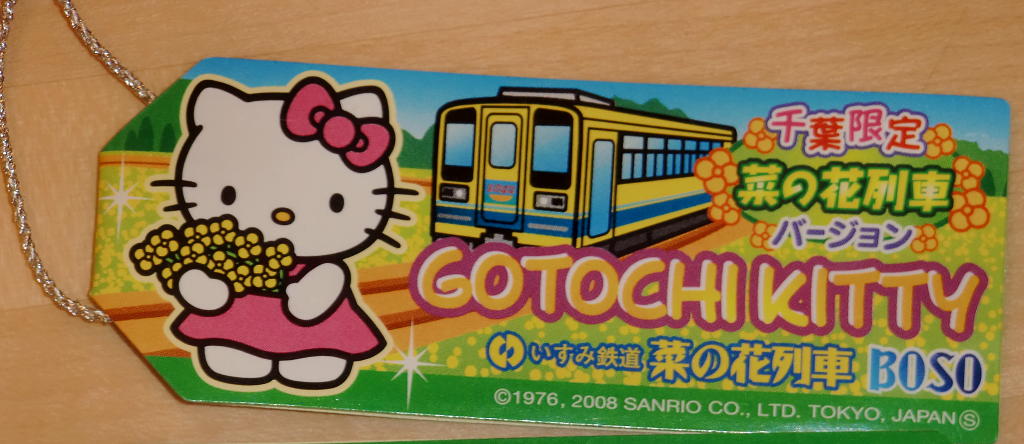 千葉限定
菜の花列車
バージョン
GOTOCHI KITTY
いすみ鉄道 菜の花列車 BOSO
©1976, 2008 SANRIO CO., LTD. TOKYO, JAPAN Ⓢ